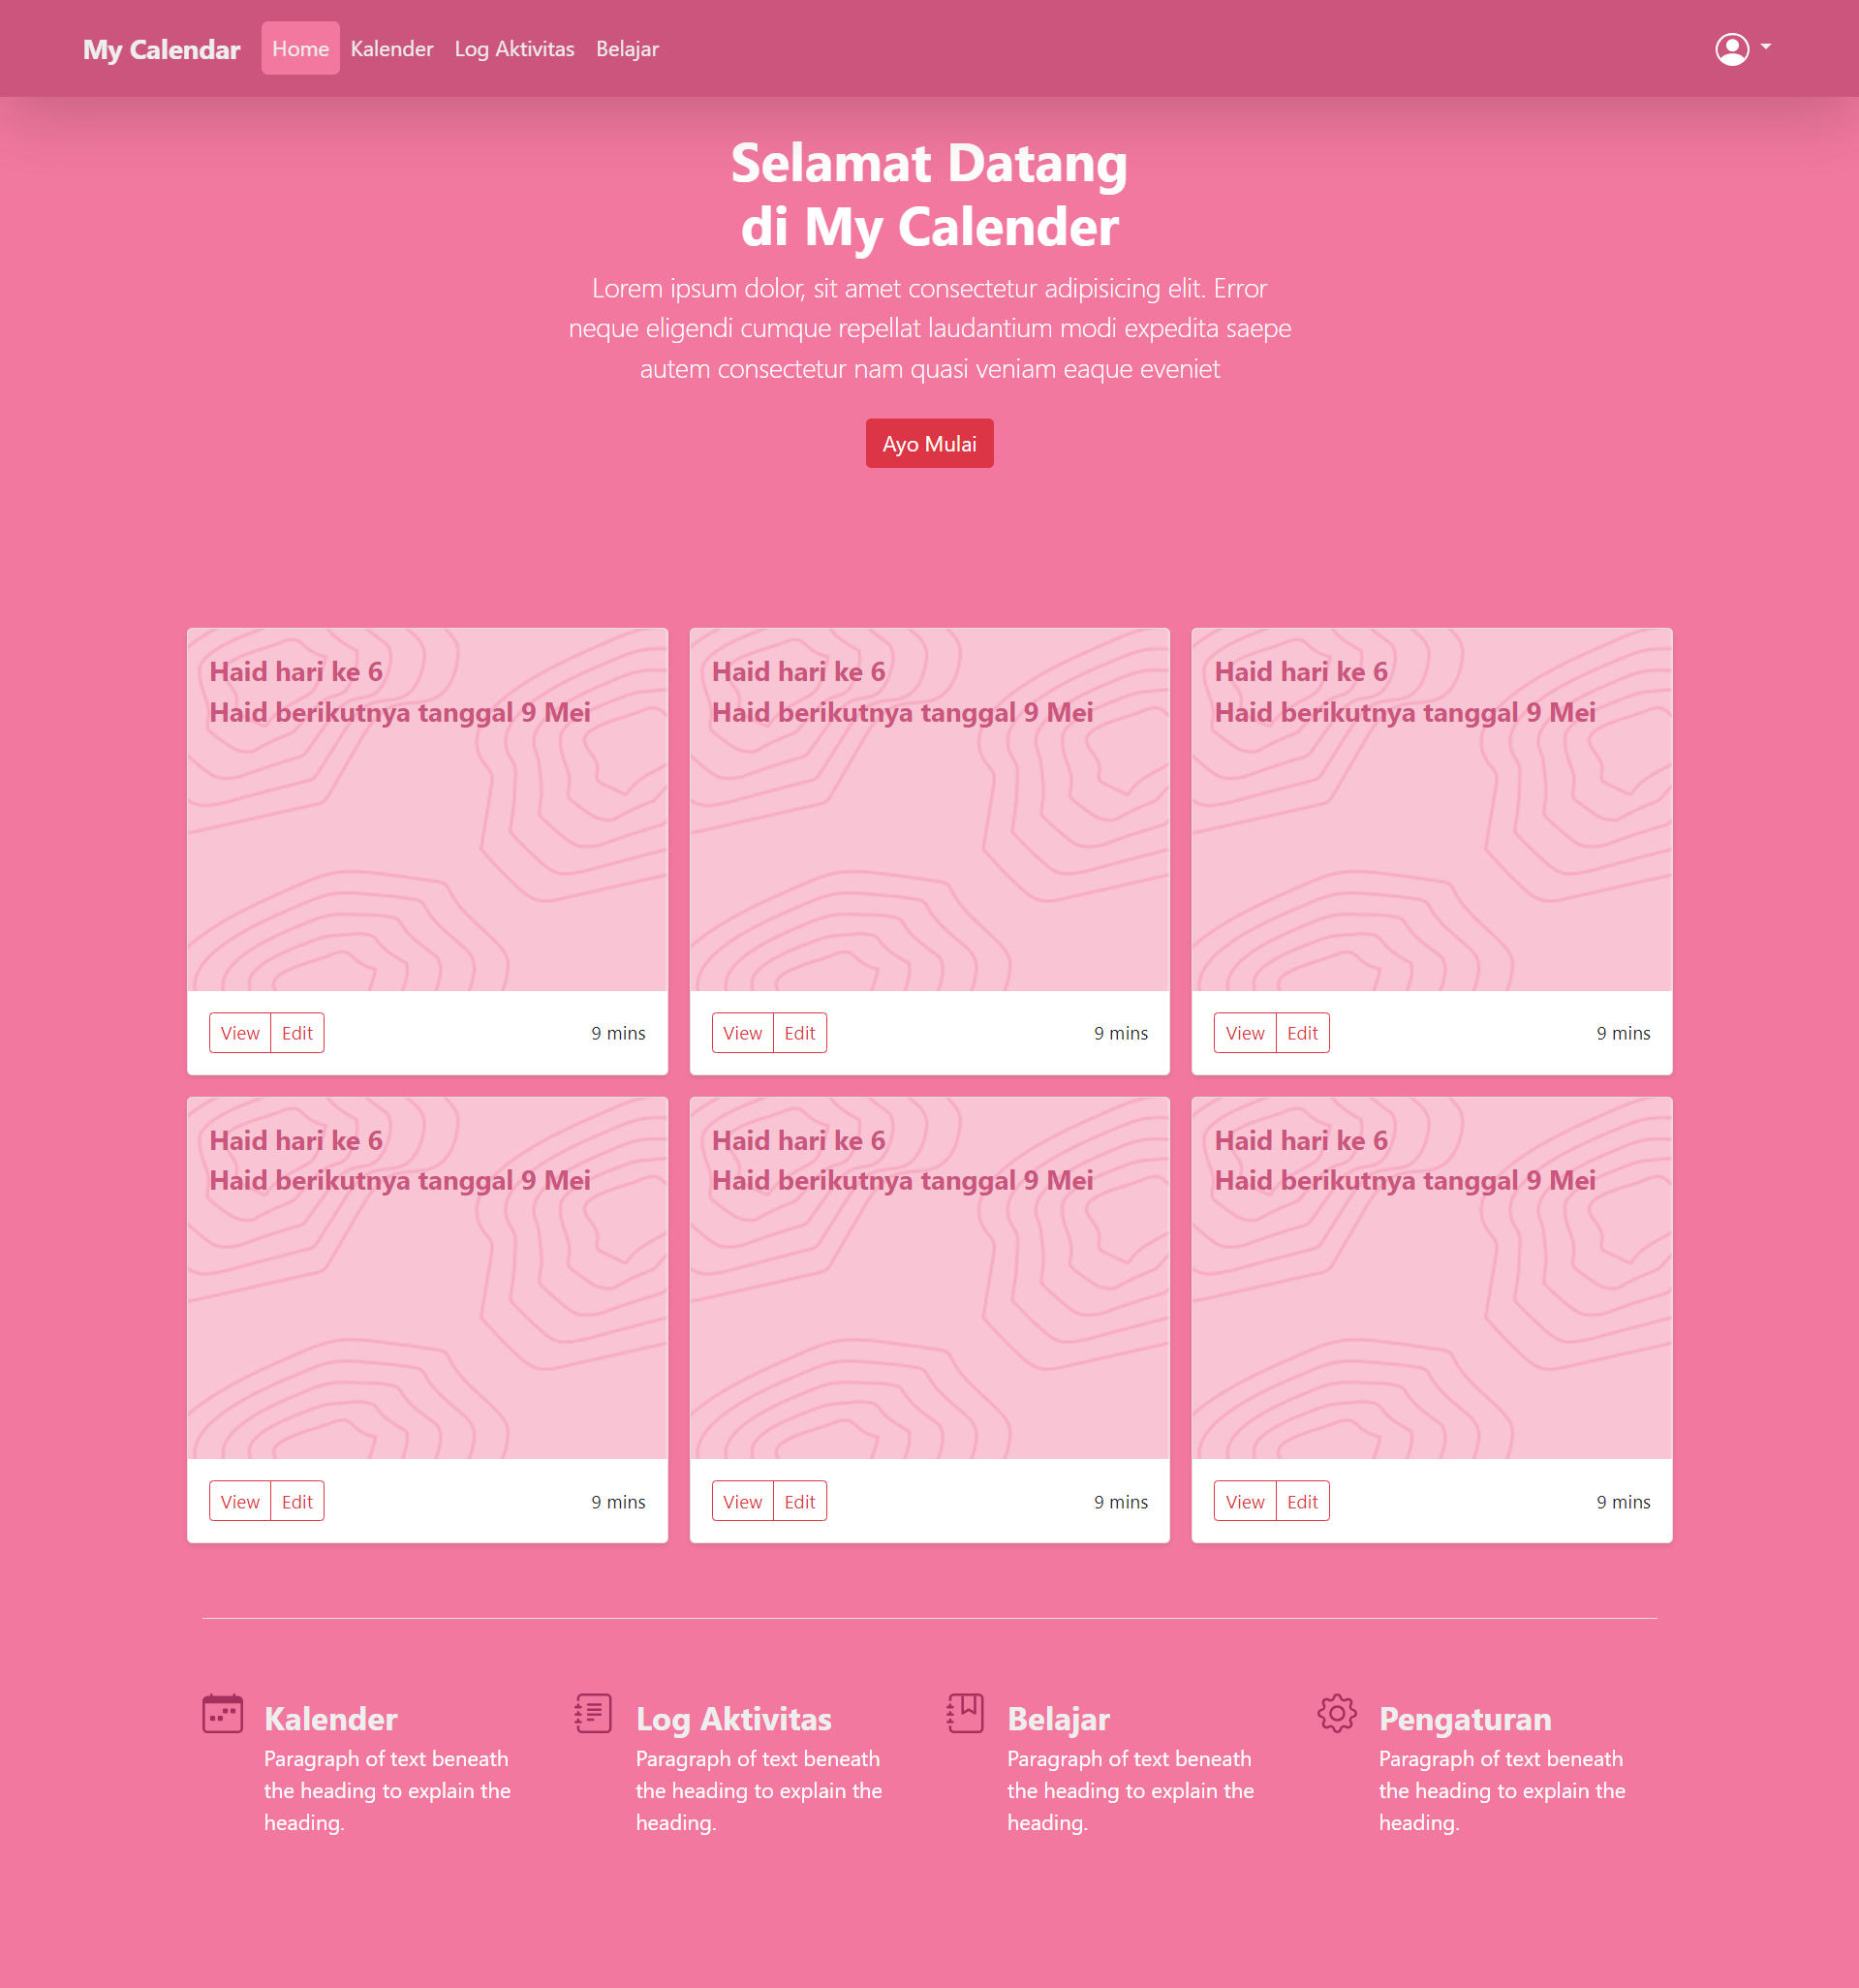 My Calendar Home Kalender Log Aktivitas Belajar
Selamat Datang
di My Calender
Lorem ipsum dolor, sit amet consectetur adipisicing elit. Error
neque eligendi cumque repellat laudantium modi expedita saepe
autem consectetur nam quasi veniam eaque eveniet
Ayo Mulai
Haid hari ke 6
Haid berikutnya tanggal 9 Mei
View Edit 9 mins
Haid hari ke 6
Haid berikutnya tanggal 9 Mei
View Edit 9 mins
Haid hari ke 6
Haid berikutnya tanggal 9 Mei
View Edit 9 mins
Haid hari ke 6
Haid berikutnya tanggal 9 Mei
View Edit 9 mins
Haid hari ke 6
Haid berikutnya tanggal 9 Mei
View Edit 9 mins
Haid hari ke 6
Haid berikutnya tanggal 9 Mei
View Edit 9 mins
Kalender
Paragraph of text beneath
the heading to explain the
heading.
Log Aktivitas
Paragraph of text beneath
the heading to explain the
heading.
Belajar
Paragraph of text beneath
the heading to explain the
heading.
Pengaturan
Paragraph of text beneath
the heading to explain the
heading.